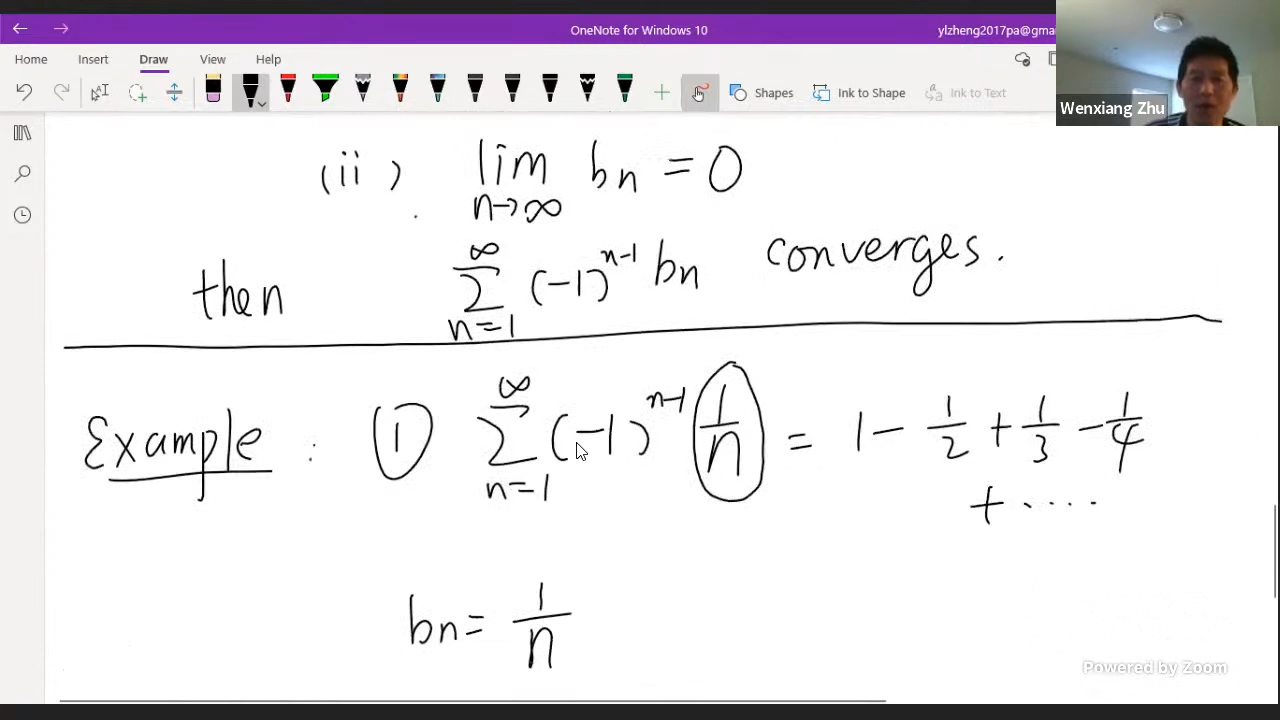 OneNote for Windows 10
ylzheng2017pa@gma
Home Insert Draw View Help
Shapes Ink to Shape Ink to Text
Wenxiang Zhu
(ii). lim n→∞ bn = 0
then ∞ Σ n=1 (-1)^n-1 bn converges.
Example : ① ∞ Σ n=1 (-1)^n-1 1/n = 1 - 1/2 + 1/3 - 1/4
+ ....
bn = 1/n
Powered by Zoom